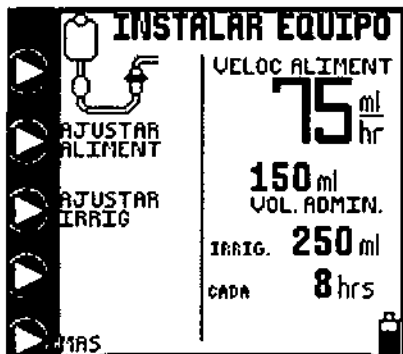 INSTALAR EQUIPO
AJUSTAR
ALIMENT
AJUSTAR
IRRIG
MAS
VELOC ALIMENT
75 ml
hr
150 ml
VOL. ADMIN.
IRRIG. 250 ml
CADA 8 hrs